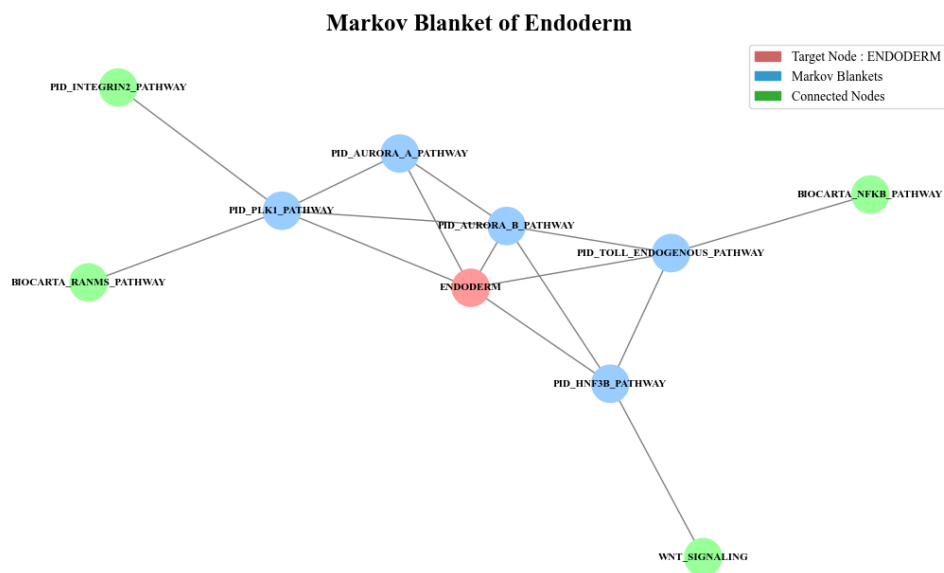 Markov Blanket of Endoderm
Target Node : ENDODERM
Markov Blankets
Connected Nodes
PID_INTEGRIN2_PATHWAY
PID_AURORA_A_PATHWAY
BIOCARTA_NFKB_PATHWAY
PID_PLK1_PATHWAY
PID_AURORA_B_PATHWAY
PID_TOLL_ENDOGENOUS_PATHWAY
BIOCARTA_RANMS_PATHWAY
ENDODERM
PID_HNF3B_PATHWAY
WNT_SIGNALING